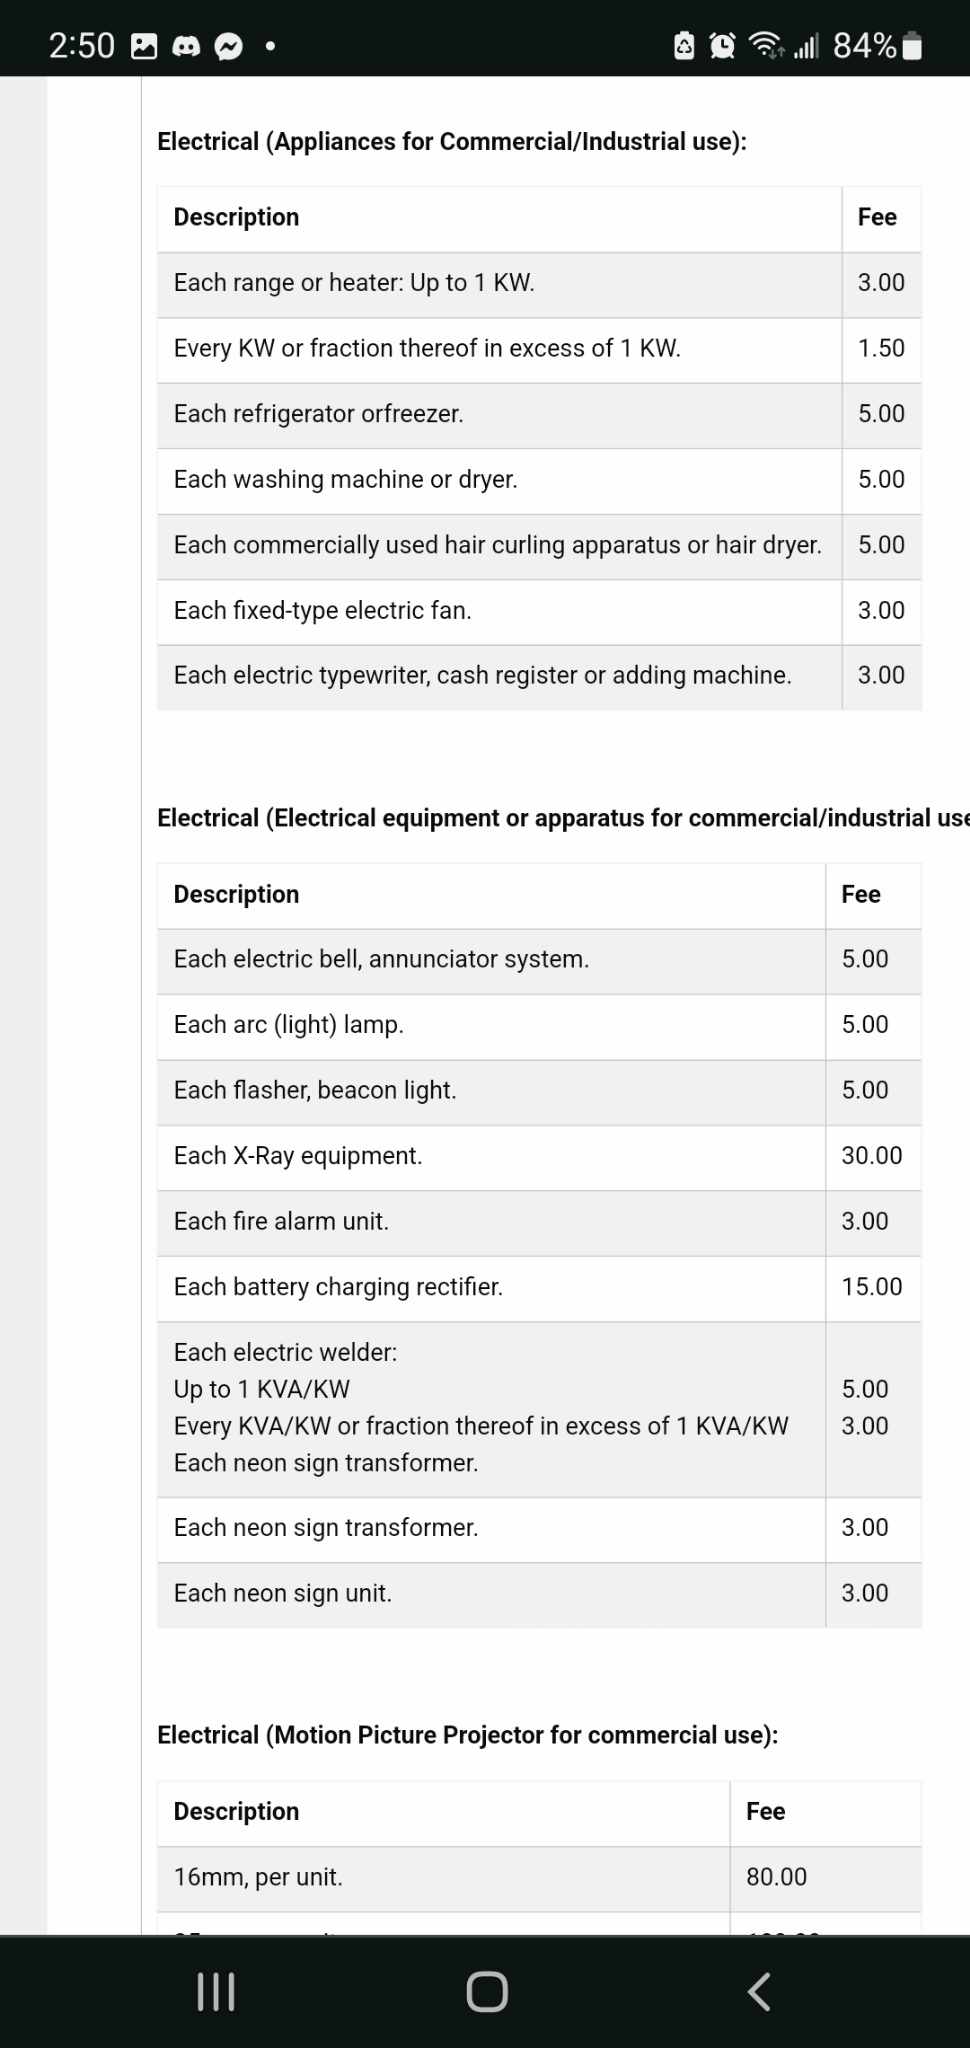 2:50
84%
Electrical (Appliances for Commercial/Industrial use):
Description Fee
Each range or heater: Up to 1 KW. 3.00
Every KW or fraction thereof in excess of 1 KW. 1.50
Each refrigerator orfreezer. 5.00
Each washing machine or dryer. 5.00
Each commercially used hair curling apparatus or hair dryer. 5.00
Each fixed-type electric fan. 3.00
Each electric typewriter, cash register or adding machine. 3.00
Electrical (Electrical equipment or apparatus for commercial/industrial use
Description Fee
Each electric bell, annunciator system. 5.00
Each arc (light) lamp. 5.00
Each flasher, beacon light. 5.00
Each X-Ray equipment. 30.00
Each fire alarm unit. 3.00
Each battery charging rectifier. 15.00
Each electric welder:
Up to 1 KVA/KW 5.00
Every KVA/KW or fraction thereof in excess of 1 KVA/KW 3.00
Each neon sign transformer.
Each neon sign transformer. 3.00
Each neon sign unit. 3.00
Electrical (Motion Picture Projector for commercial use):
Description Fee
16mm, per unit. 80.00